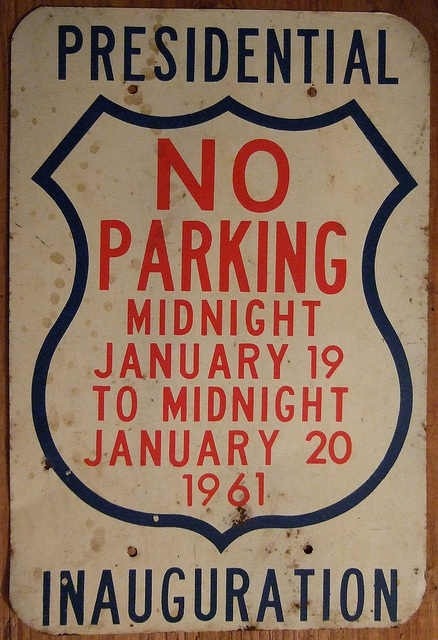 PRESIDENTIAL
NO
PARKING
MIDNIGHT
JANUARY 19
TO MIDNIGHT
JANUARY 20
1961
INAUGURATION